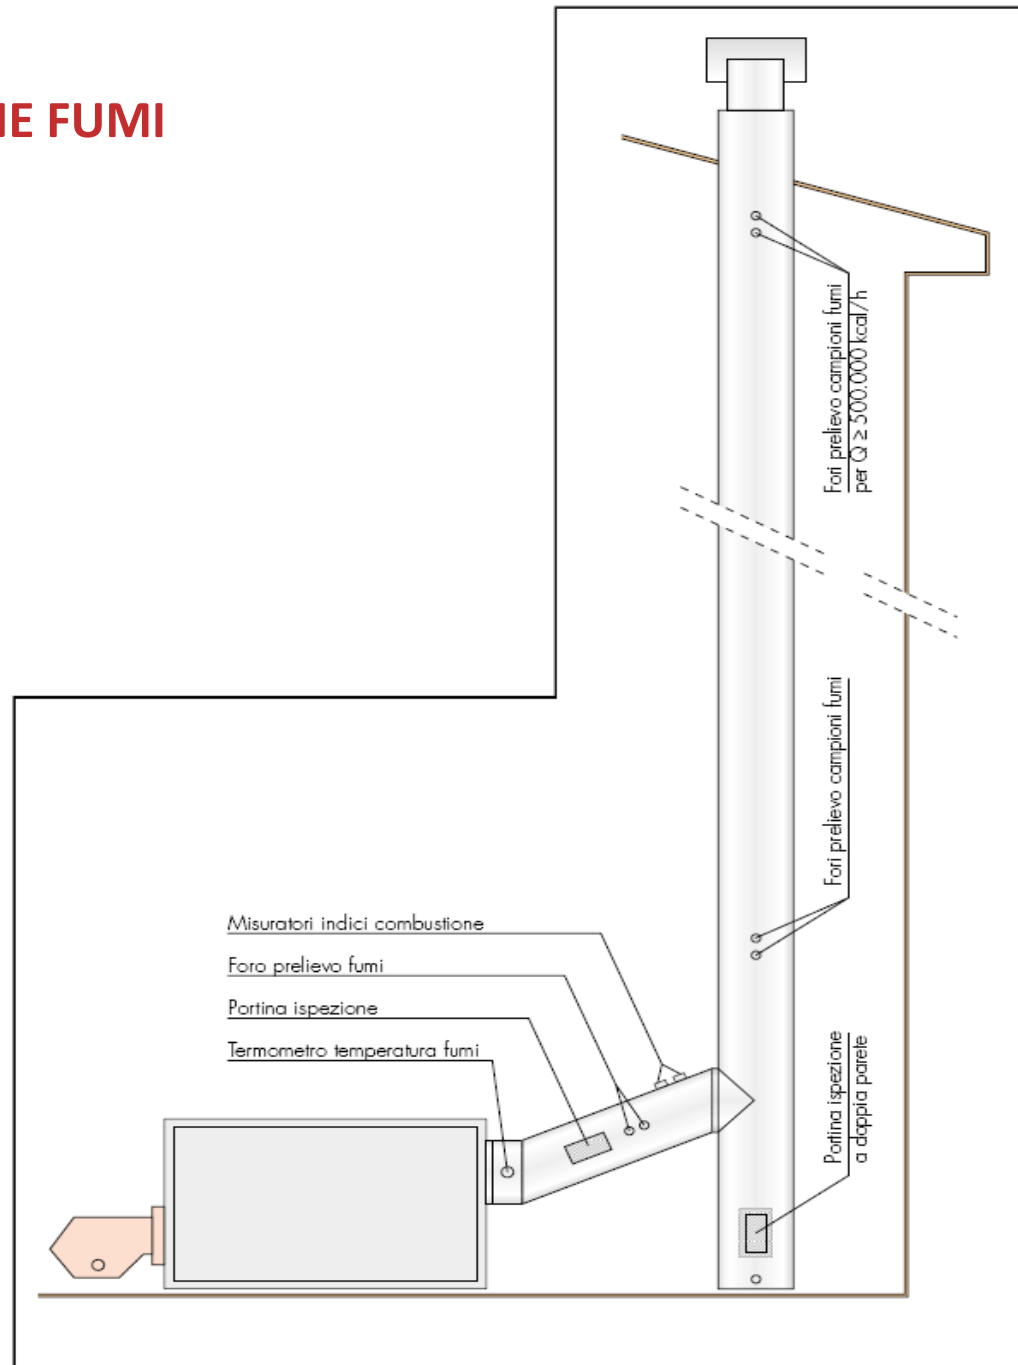 IE FUMI
Fori prelievo campioni fumi
per Q ≥ 500.000 kcal/h
Fori prelievo campioni fumi
Misuratori indici combustione
Foro prelievo fumi
Portina ispezione
Termometro temperatura fumi
Portina ispezione
a doppia parete